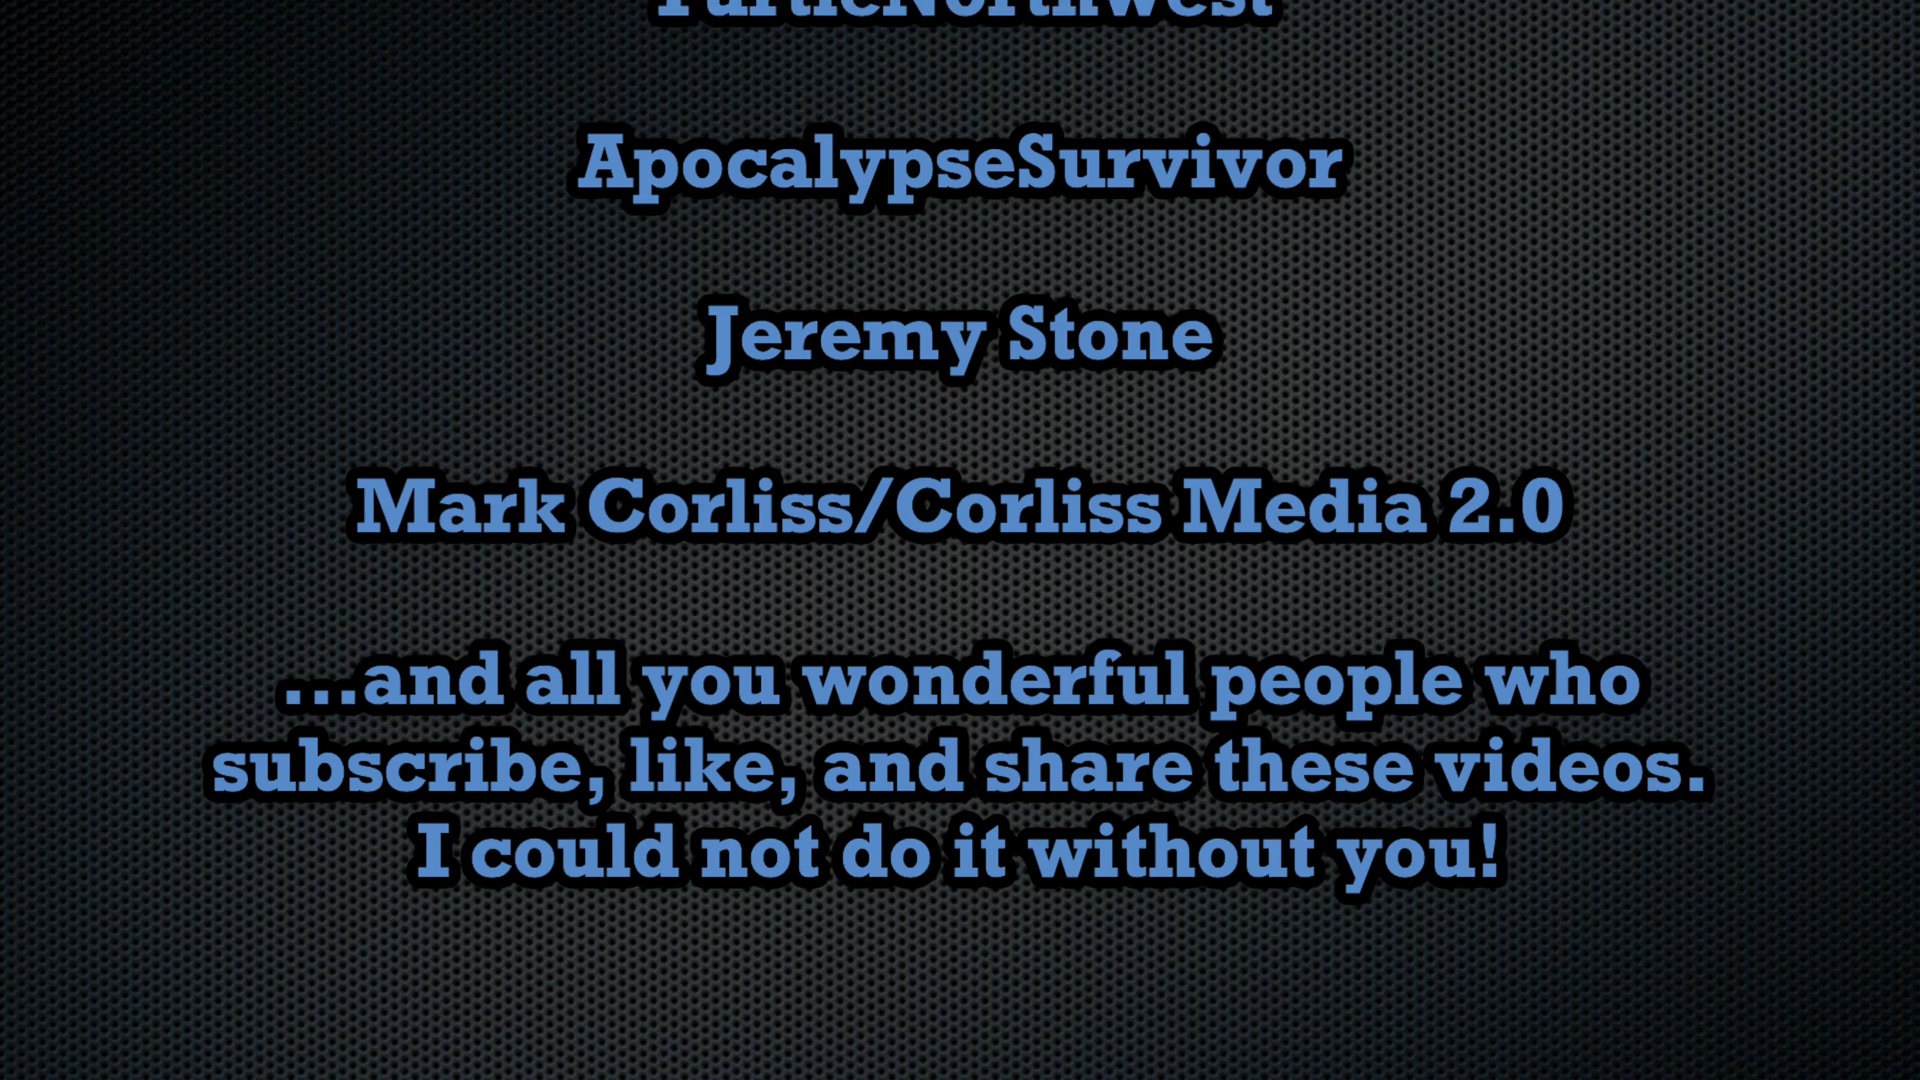 ApocalypseSurvivor
Jeremy Stone
Mark Corliss/Corliss Media 2.0
...and all you wonderful people who
subscribe, like, and share these videos.
I could not do it without you!